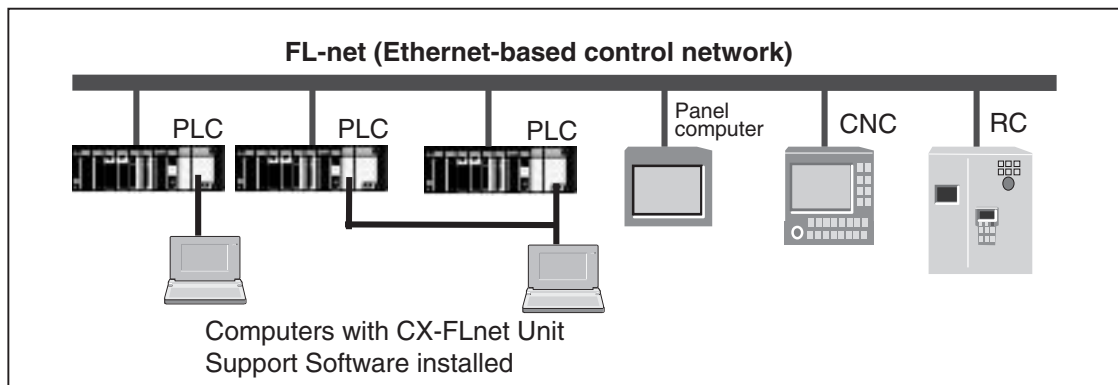 FL-net (Ethernet-based control network)
PLC
PLC
PLC
Panel
computer
CNC
RC
Computers with CX-FLnet Unit
Support Software installed